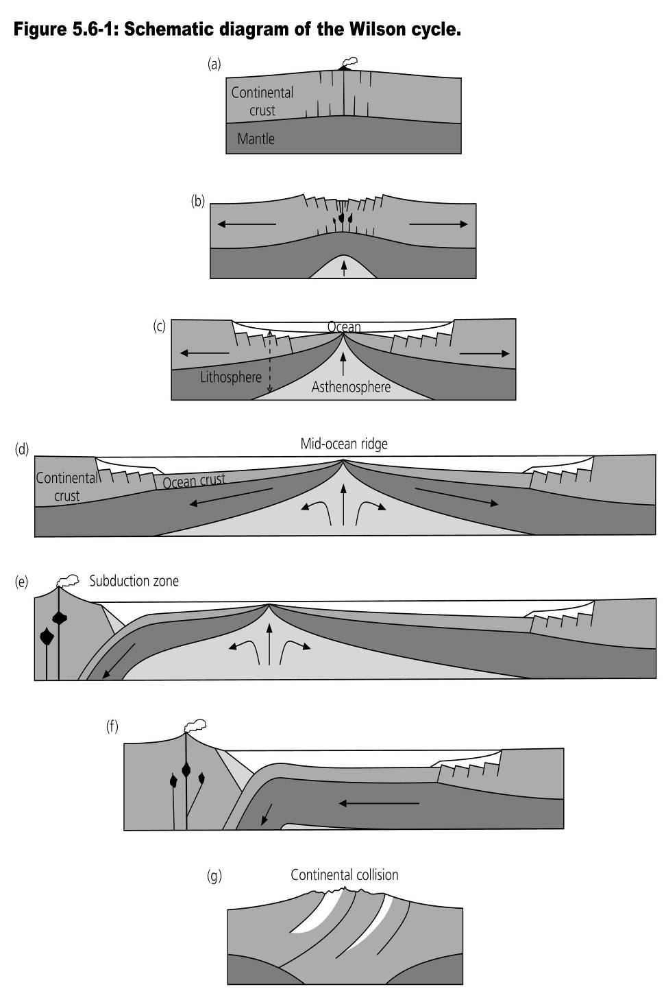 Figure 5.6-1: Schematic diagram of the Wilson cycle.
(a)
Continental
crust
Mantle
(b)
(c)
Ocean
Lithosphere
Asthenosphere
(d)
Mid-ocean ridge
Continental
crust
Ocean crust
(e)
Subduction zone
(f)
(g)
Continental collision